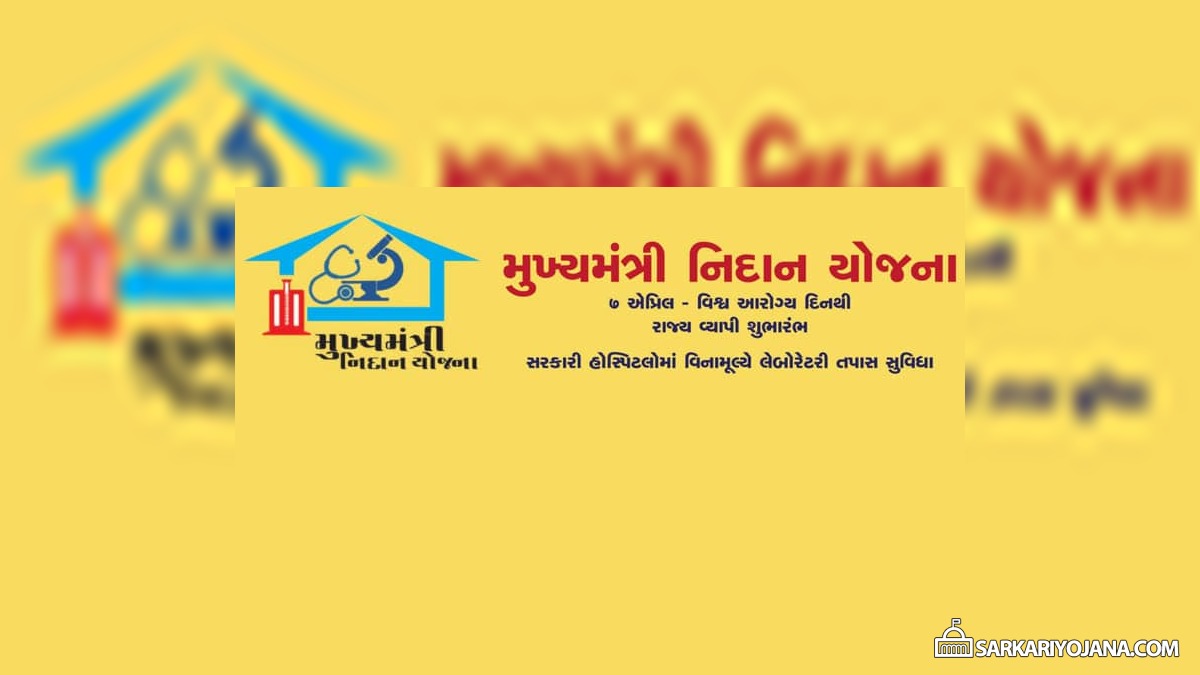 મુખ્યમંત્રી નિદાન યોજના
૭ એપ્રિલ - વિશ્વ આરોગ્ય દિનથી
રાજ્ય વ્યાપી શુભારંભ
સરકારી હોસ્પિટલોમાં વિનામૂલ્યે લેબોરેટરી તપાસ સુવિધા
મુખ્યમંત્રી
નિદાન યોજના
SARKARIYOJANA.COM